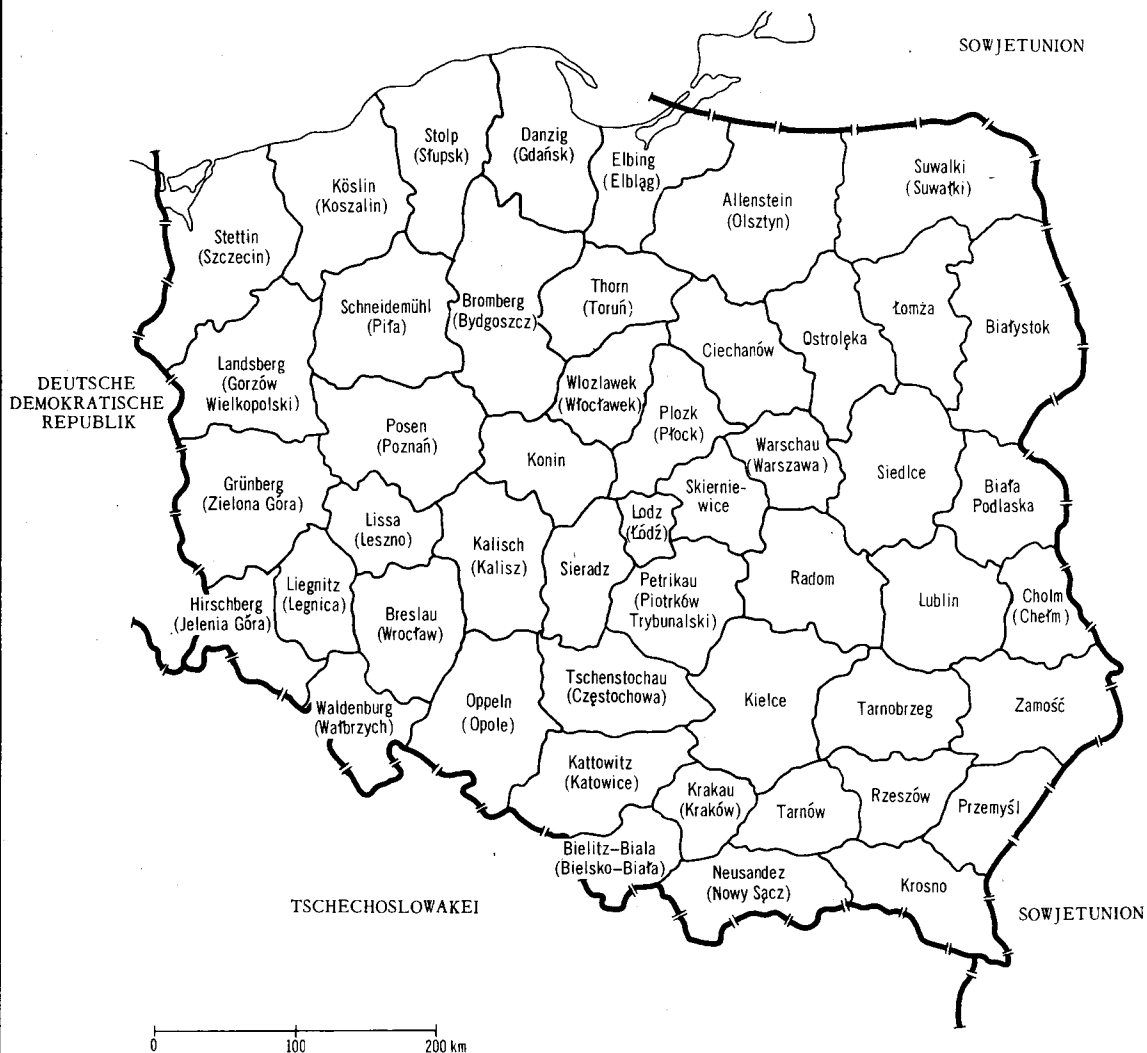 SOWJETUNION
Stolp
(Słupsk)
Danzig
(Gdańsk)
Elbing
(Elbląg)
Suwalki
(Suwałki)
Köslin
(Koszalin)
Allenstein
(Olsztyn)
Stettin
(Szczecin)
Schneidemühl
(Piła)
Bromberg
(Bydgoszcz)
Thorn
(Toruń)
Łomża
Białystok
Ciechanów
Ostrolęka
DEUTSCHE
DEMOKRATISCHE
REPUBLIK
Landsberg
(Gorzów
Wielkopolski)
Wlozlawek
(Włocławek)
Plozk
(Płock)
Posen
(Poznań)
Konin
Warschau
(Warszawa)
Siedlce
Grünberg
(Zielona Góra)
Skiernie-
wice
Biała
Podlaska
Lissa
(Leszno)
Lodz
(Łódź)
Kalisch
(Kalisz)
Sieradz
Liegnitz
(Legnica)
Petrikau
(Piotrków
Trybunalski)
Radom
Lublin
Cholm
(Chełm)
Hirschberg
(Jelenia Góra)
Breslau
(Wrocław)
Tschenstochau
(Częstochowa)
Oppeln
(Opole)
Kielce
Tarnobrzeg
Zamość
Waldenburg
(Wałbrzych)
Kattowitz
(Katowice)
Krakau
(Kraków)
Tarnów
Rzeszów
Przemyśl
Bielitz–Biala
(Bielsko–Biała)
Neusandez
(Nowy Sącz)
Krosno
TSCHECHOSLOWAKEI
SOWJETUNION
0 100 200 km